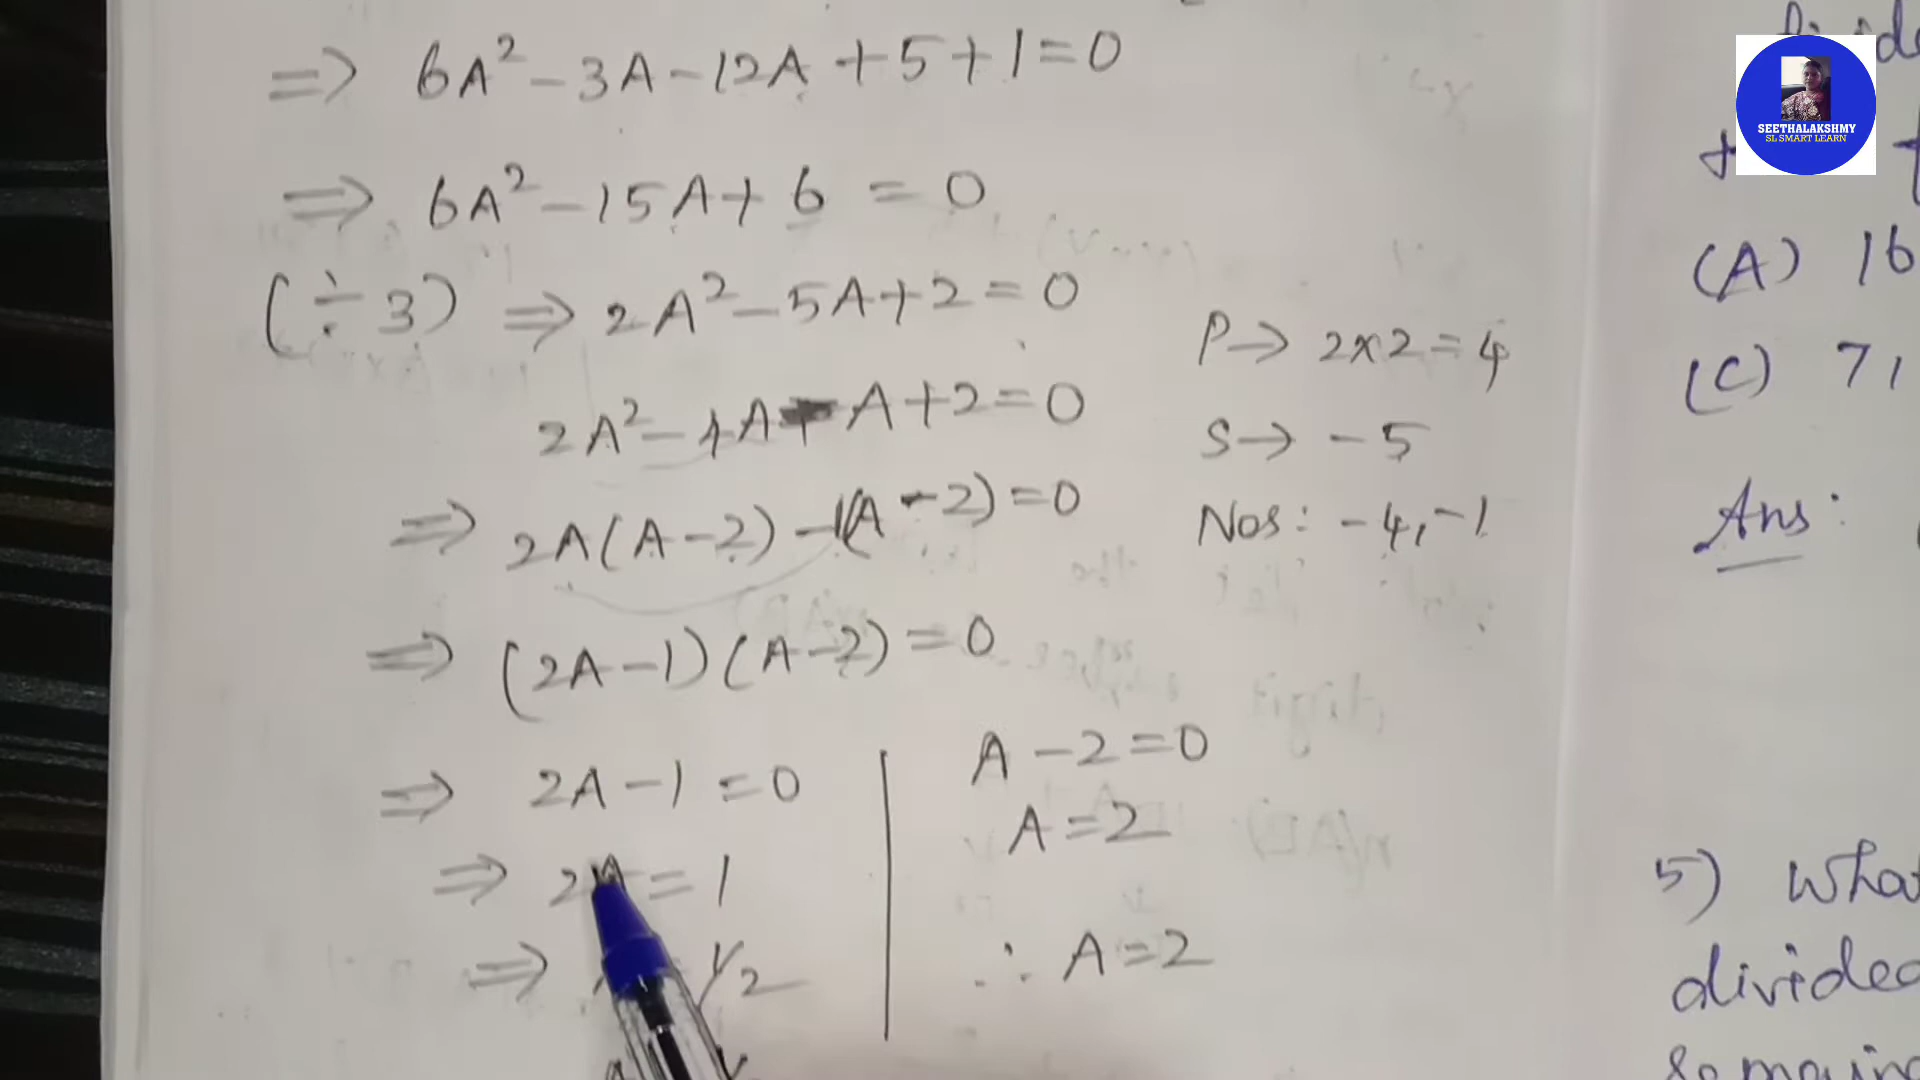 ⇒ 6A² - 3A - 12A + 5 + 1 = 0
⇒ 6A² - 15A + 6 = 0
(÷ 3) ⇒ 2A² - 5A + 2 = 0
2A² - 4A - A + 2 = 0
⇒ 2A(A - 2) - 1(A - 2) = 0
⇒ (2A - 1)(A - 2) = 0
⇒ 2A - 1 = 0
⇒ 2A = 1
⇒ = 1/2
A - 2 = 0
A = 2
∴ A = 2
P → 2 × 2 = 4
S → - 5
Nos: - 4, - 1
SEETHALAKSHMY
SL SMART LEARN
(A) 16
(C) 71
Ans:
5) What
divided